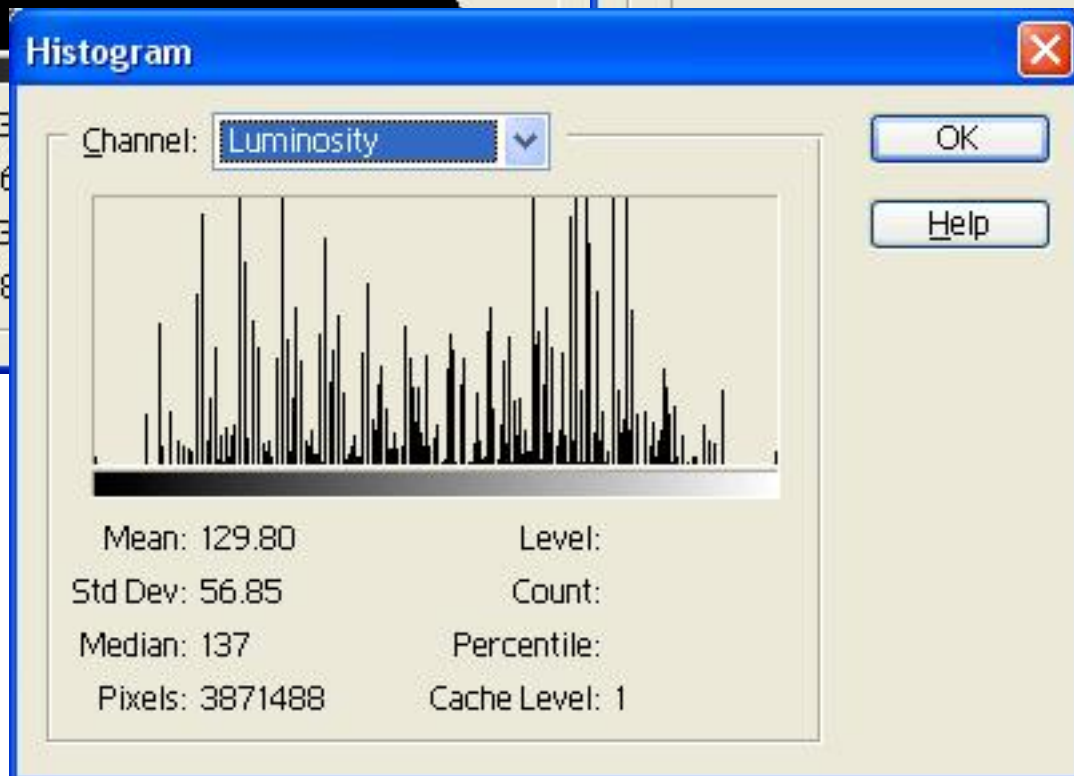 Histogram
Channel: Luminosity
OK
Help
Mean: 129.80 Level:
Std Dev: 56.85 Count:
Median: 137 Percentile:
Pixels: 3871488 Cache Level: 1